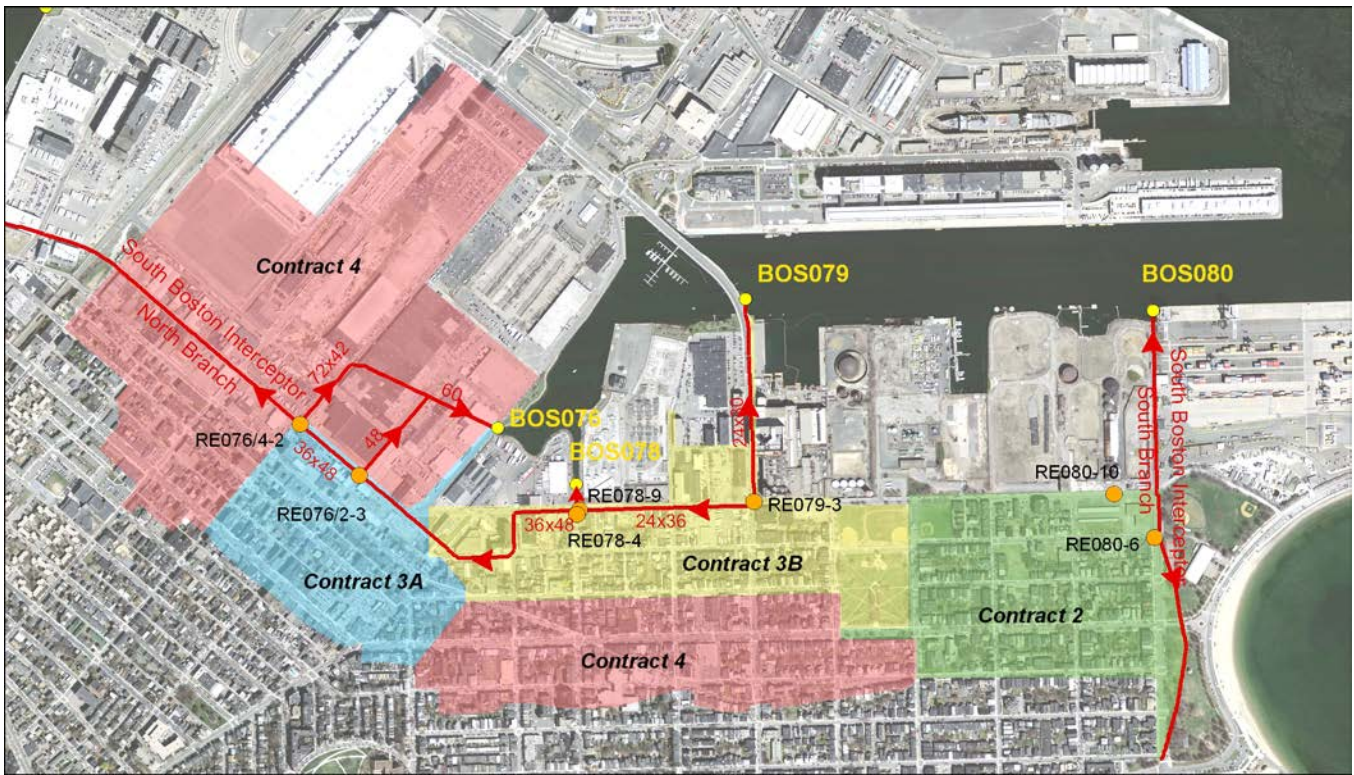 BOS079
BOS080
Contract 4
South Boston Interceptor
North Branch
72x42
60
BOS076
48
RE076/4-2
36x48
BOS078
RE076/2-3
RE078-9
36x48
RE078-4
24x36
RE079-3
RE080-10
South Boston Interceptor
South Branch
RE080-6
Contract 3A
Contract 3B
Contract 2
Contract 4